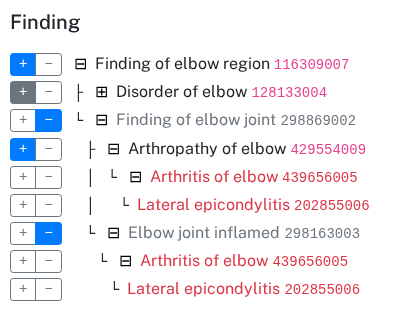 Finding
+ − ⊟ Finding of elbow region 116309007
+ − ├ ⊞ Disorder of elbow 128133004
+ − └ ⊟ Finding of elbow joint 298869002
+ − ├ ⊟ Arthropathy of elbow 429554009
+ − │ └ ⊟ Arthritis of elbow 439656005
+ − │ └ Lateral epicondylitis 202855006
+ − └ ⊟ Elbow joint inflamed 298163003
+ − └ ⊟ Arthritis of elbow 439656005
+ − └ Lateral epicondylitis 202855006